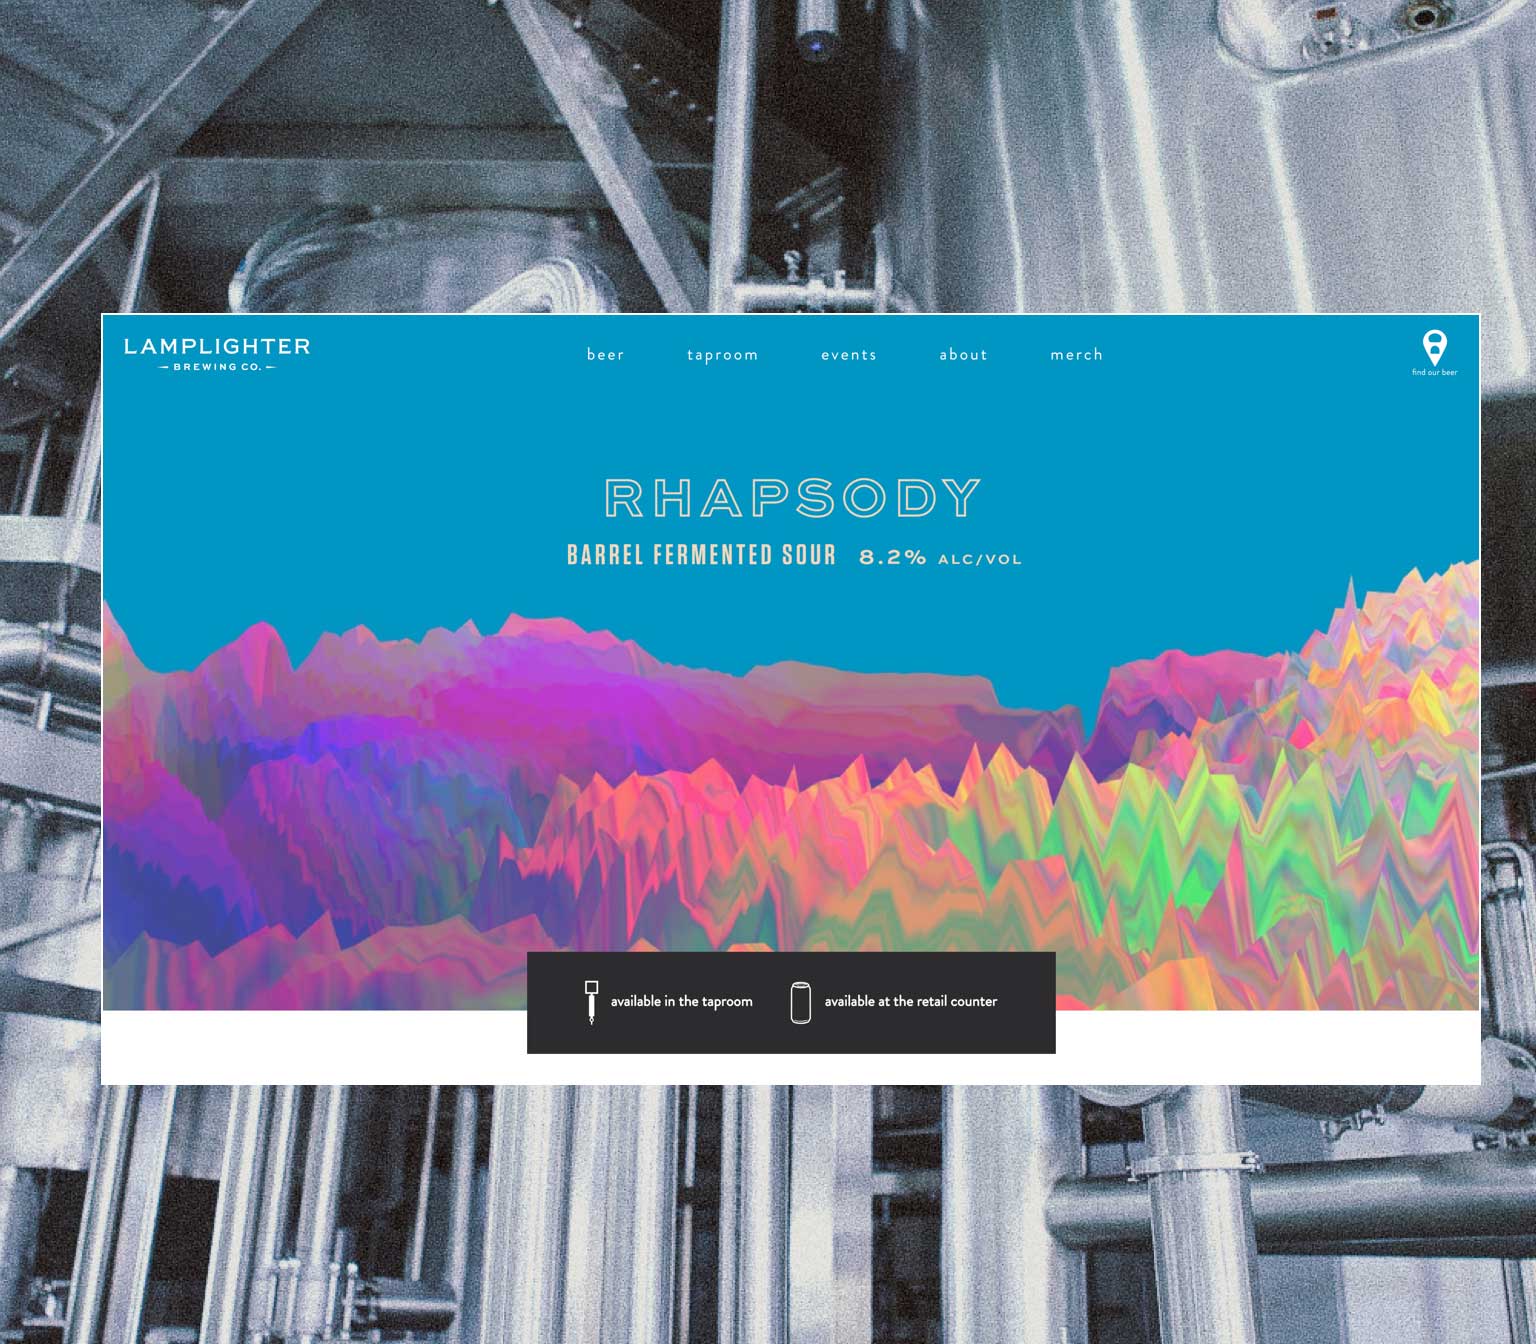 LAMPLIGHTER
BREWING CO.
beer taproom events about merch
find our beer
RHAPSODY
BARREL FERMENTED SOUR 8.2% ALC/VOL
available in the taproom available at the retail counter